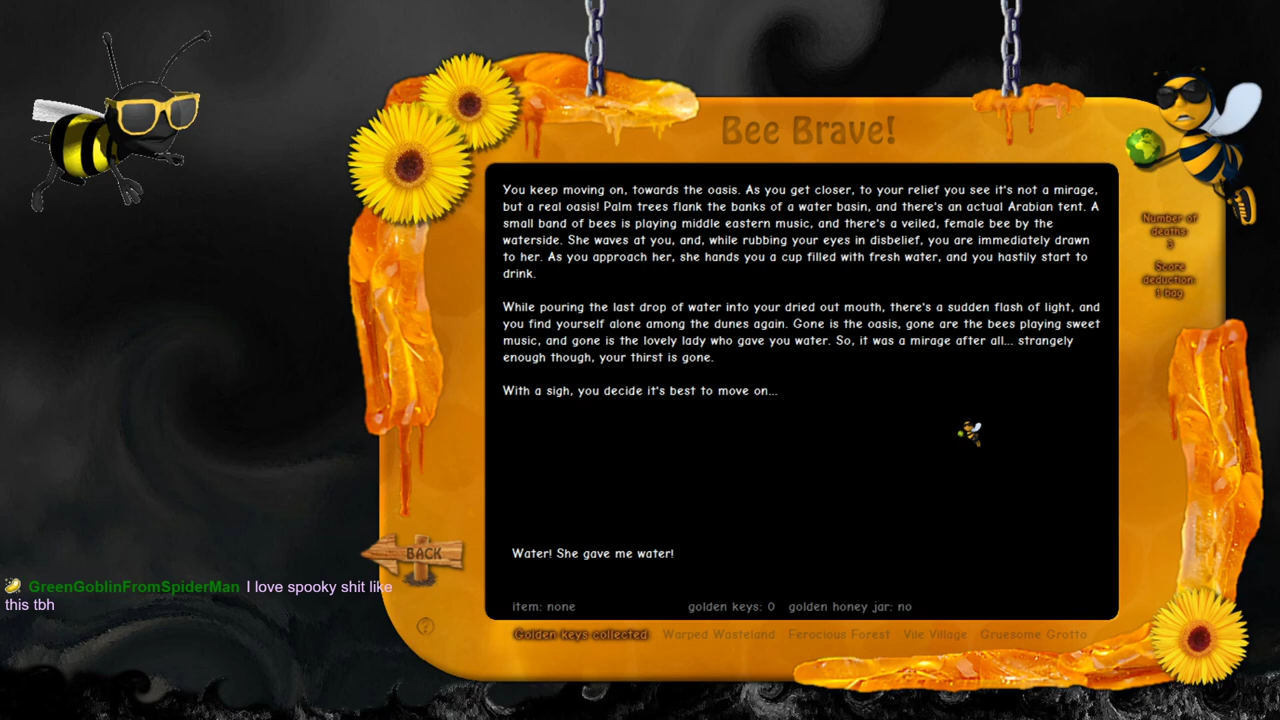 Bee Brave!
You keep moving on, towards the oasis. As you get closer, to your relief you see it's not a mirage,
but a real oasis! Palm trees flank the banks of a water basin, and there's an actual Arabian tent. A
small band of bees is playing middle eastern music, and there's a veiled, female bee by the
waterside. She waves at you, and, while rubbing your eyes in disbelief, you are immediately drawn
to her. As you approach her, she hands you a cup filled with fresh water, and you hastily start to
drink.
While pouring the last drop of water into your dried out mouth, there's a sudden flash of light, and
you find yourself alone among the dunes again. Gone is the oasis, gone are the bees playing sweet
music, and gone is the lovely lady who gave you water. So, it was a mirage after all... strangely
enough though, your thirst is gone.
With a sigh, you decide it's best to move on...
Number of
deaths:
3
Score
deduction:
1 bag
Water! She gave me water!
BACK
GreenGoblinFromSpiderMan I love spooky shit like
this tbh
item: none golden keys: 0 golden honey jar: no
?
Golden keys collected Warped Wasteland Ferocious Forest Vile Village Gruesome Grotto